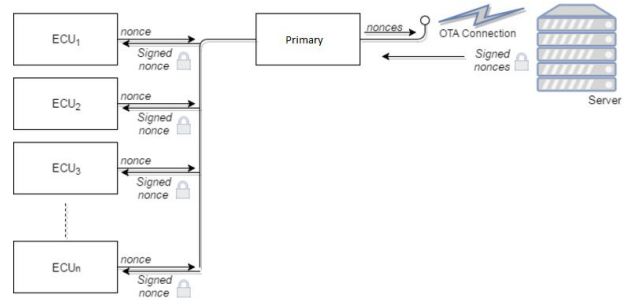 ECU1
nonce
Signed
nonce
Primary
nonces
OTA Connection
Signed
nonces
Server
ECU2
nonce
Signed
nonce
ECU3
nonce
Signed
nonce
ECUn
nonce
Signed
nonce